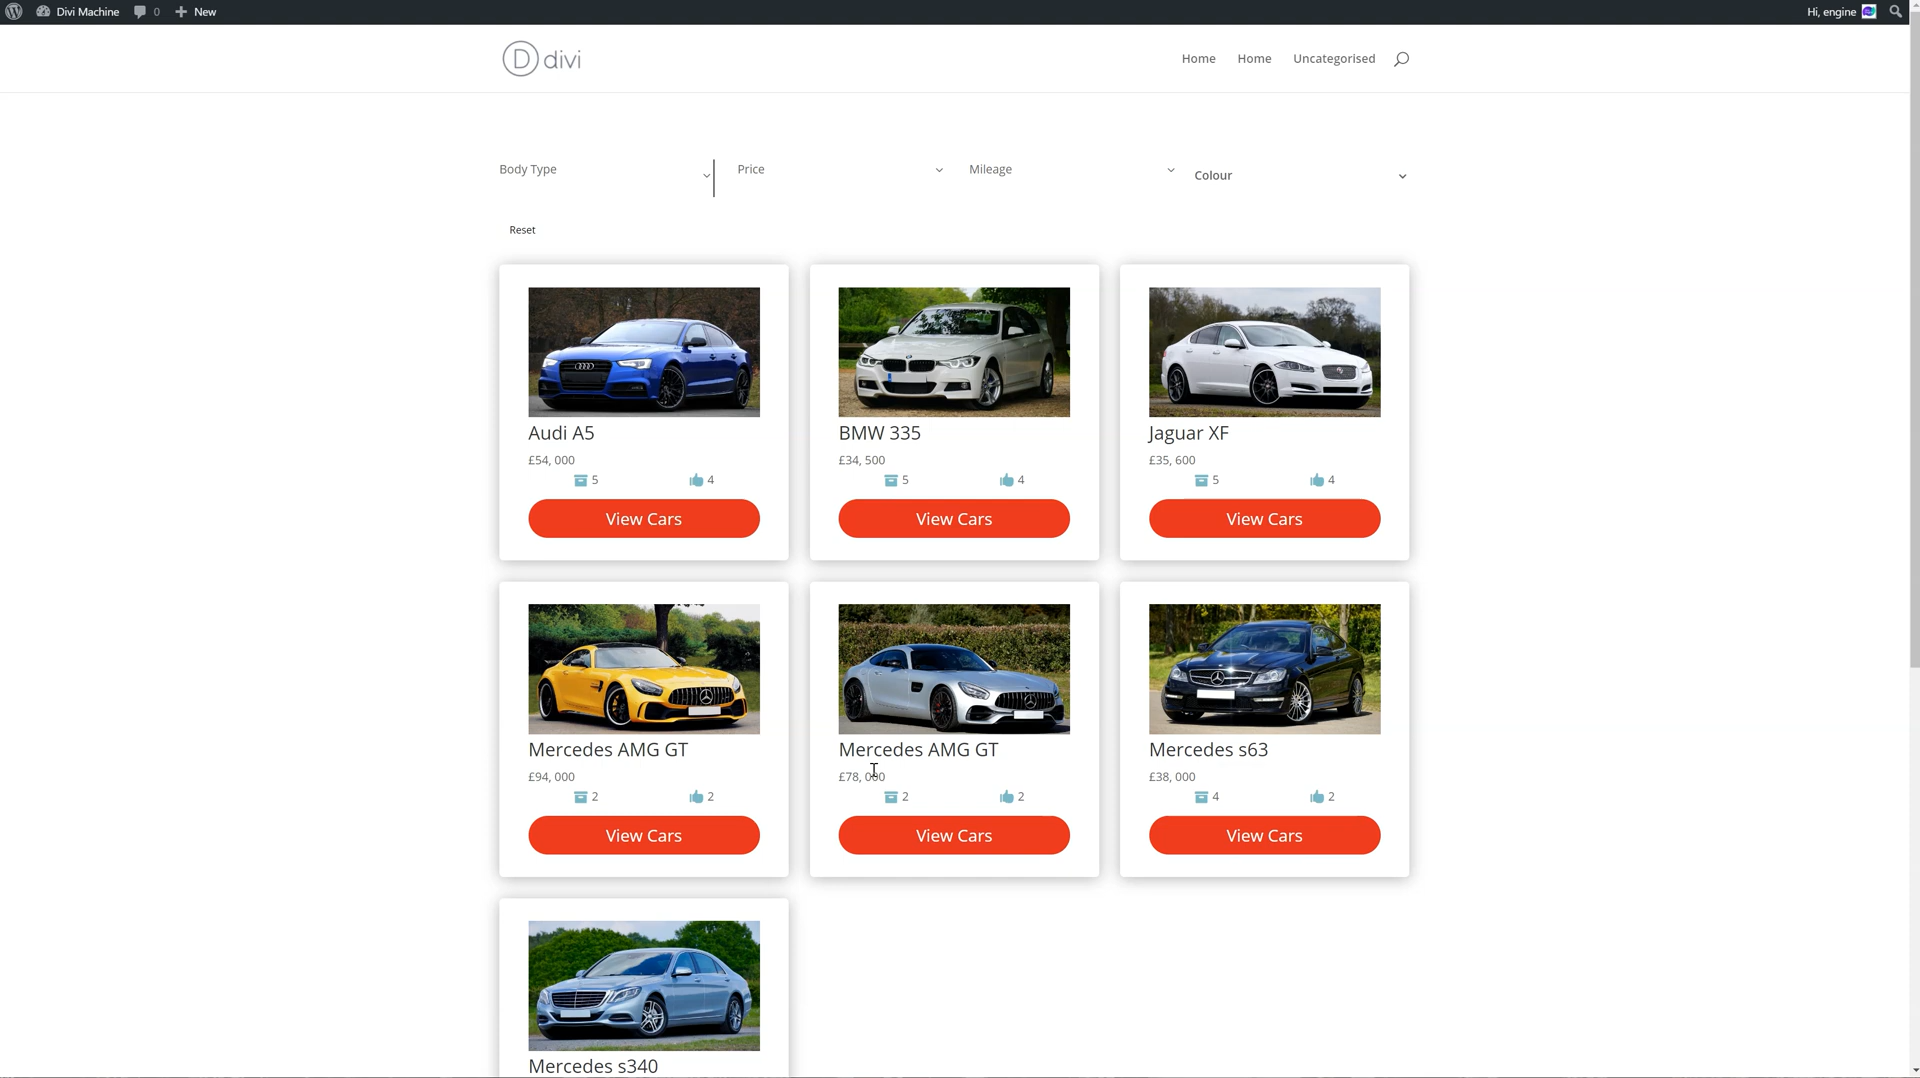 Divi Machine 0 New Hi, engine
D divi Home Home Uncategorised
Body Type Price Mileage Colour
Reset
Audi A5 BMW 335 Jaguar XF
£54, 000 £34, 500 £35, 600
5 4 5 4 5 4
View Cars View Cars View Cars
Mercedes AMG GT Mercedes AMG GT Mercedes s63
£94, 000 £78, 000 £38, 000
2 2 2 2 4 2
View Cars View Cars View Cars
Mercedes s340